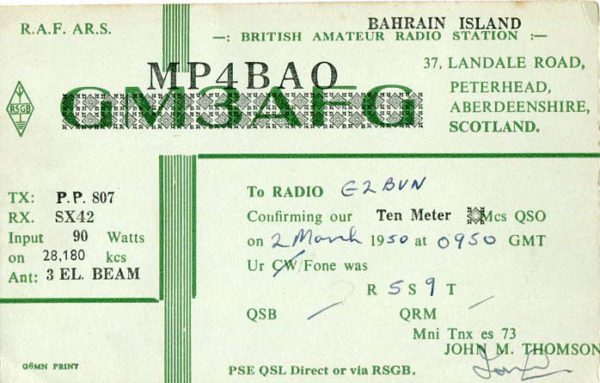 R.A.F. A.R.S.
BAHRAIN ISLAND
—: BRITISH AMATEUR RADIO STATION :—
MP4BAO
GM3AFG
RSGB
37, LANDALE ROAD,
PETERHEAD,
ABERDEENSHIRE,
SCOTLAND.
TX: P.P. 807
RX. SX42
Input 90 Watts
on 28,180 kcs
Ant: 3 EL. BEAM
To RADIO G2BVN
Confirming our Ten Meter Mcs QSO
on 2 March 1950 at 0950 GMT
Ur CW/Fone was
R 5 S 9 T
QSB / QRM /
Mni Tnx es 73
JOHN M. THOMSON
G6MN PRINT
PSE QSL Direct or via RSGB.